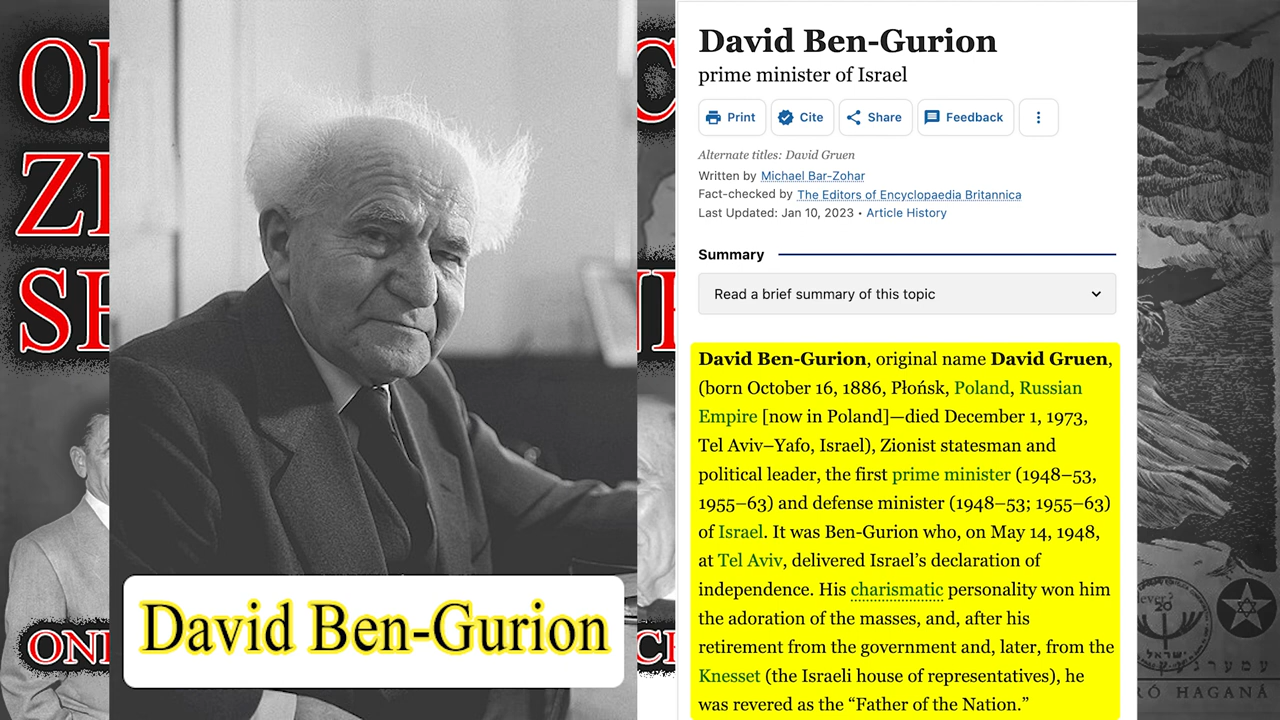 David Ben-Gurion
David Ben-Gurion
prime minister of Israel
Print
Cite
Share
Feedback
Alternate titles: David Gruen
Written by Michael Bar-Zohar
Fact-checked by The Editors of Encyclopaedia Britannica
Last Updated: Jan 10, 2023 • Article History
Summary
Read a brief summary of this topic
David Ben-Gurion, original name David Gruen,
(born October 16, 1886, Płońsk, Poland, Russian
Empire [now in Poland]—died December 1, 1973,
Tel Aviv–Yafo, Israel), Zionist statesman and
political leader, the first prime minister (1948–53,
1955–63) and defense minister (1948–53; 1955–63)
of Israel. It was Ben-Gurion who, on May 14, 1948,
at Tel Aviv, delivered Israel’s declaration of
independence. His charismatic personality won him
the adoration of the masses, and, after his
retirement from the government and, later, from the
Knesset (the Israeli house of representatives), he
was revered as the “Father of the Nation.”
20
ישראל
HAGANÁ